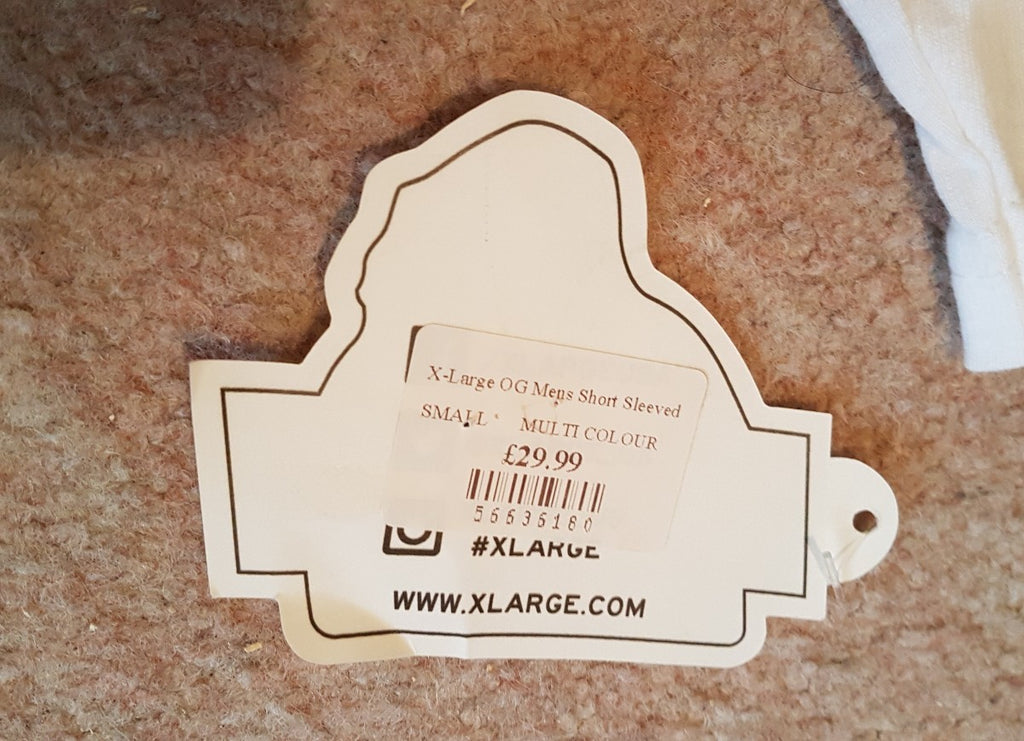 X-Large OG Mens Short Sleeved
SMALL MULTI COLOUR
£29.99
56636180
#XLARGE
WWW.XLARGE.COM